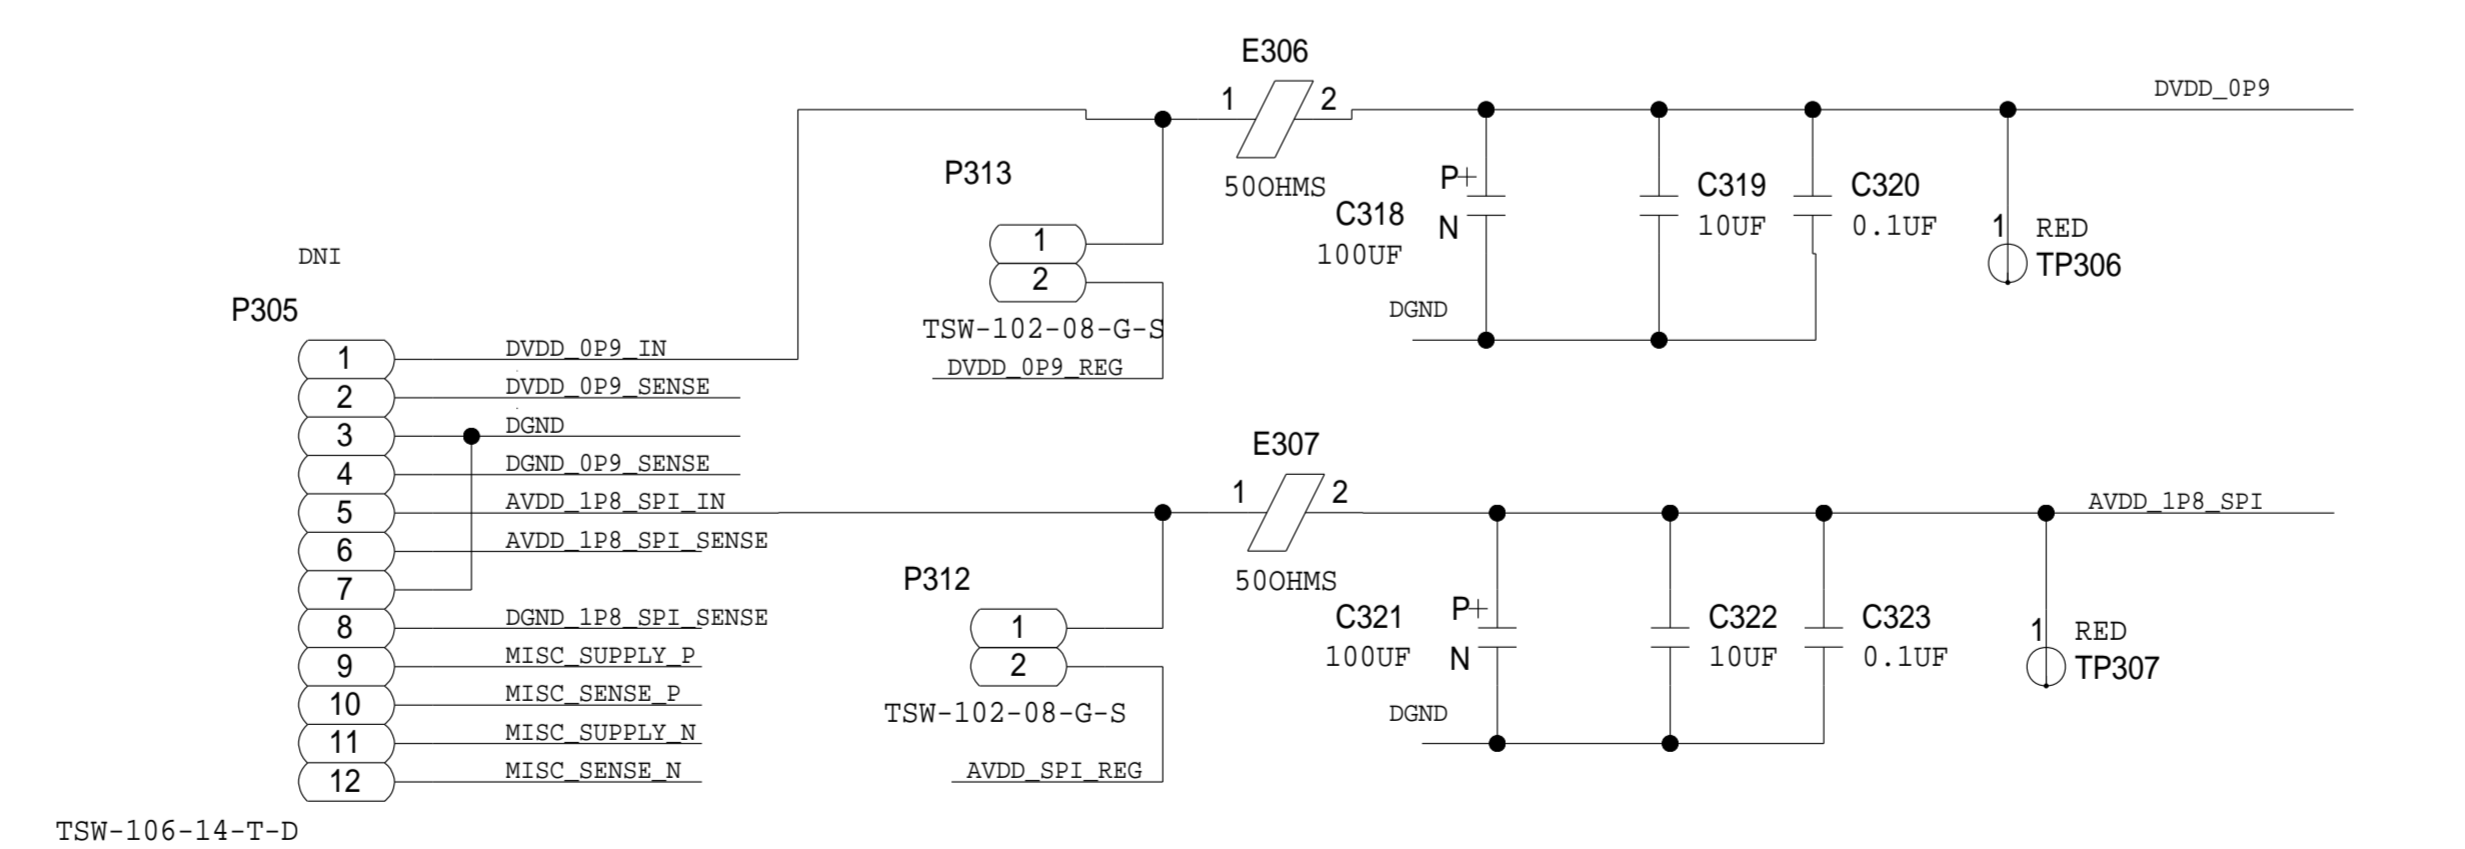 E306
1
2
DVDD_0P9
P313
50OHMS
P+
C318
N
100UF
C319
10UF
C320
0.1UF
1
RED
TP306
1
2
TSW-102-08-G-S
DVDD_0P9_REG
DGND
DNI
P305
1
DVDD_0P9_IN
2
DVDD_0P9_SENSE
3
DGND
4
DGND_0P9_SENSE
5
AVDD_1P8_SPI_IN
6
AVDD_1P8_SPI_SENSE
7
8
DGND_1P8_SPI_SENSE
9
MISC_SUPPLY_P
10
MISC_SENSE_P
11
MISC_SUPPLY_N
12
MISC_SENSE_N
TSW-106-14-T-D
E307
1
2
AVDD_1P8_SPI
P312
50OHMS
1
2
TSW-102-08-G-S
AVDD_SPI_REG
C321
100UF
P+
N
C322
10UF
C323
0.1UF
1
RED
TP307
DGND